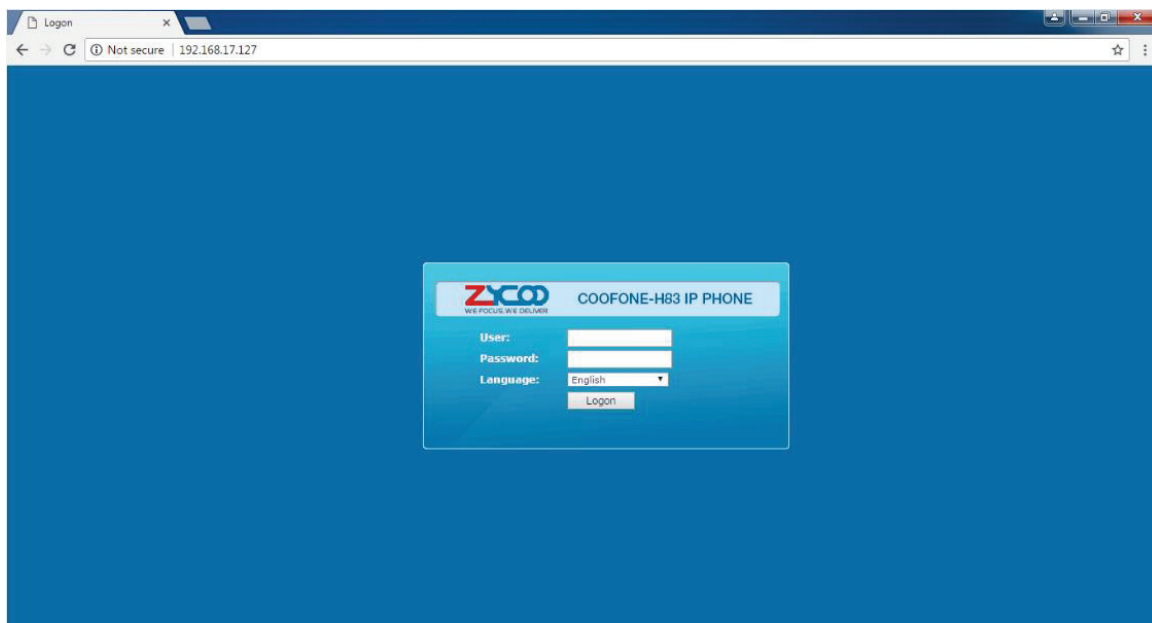 Logon
Not secure | 192.168.17.127
ZYCOO
WE FOCUS. WE DELIVER
COOFONE-H83 IP PHONE
User:
Password:
Language: English
Logon